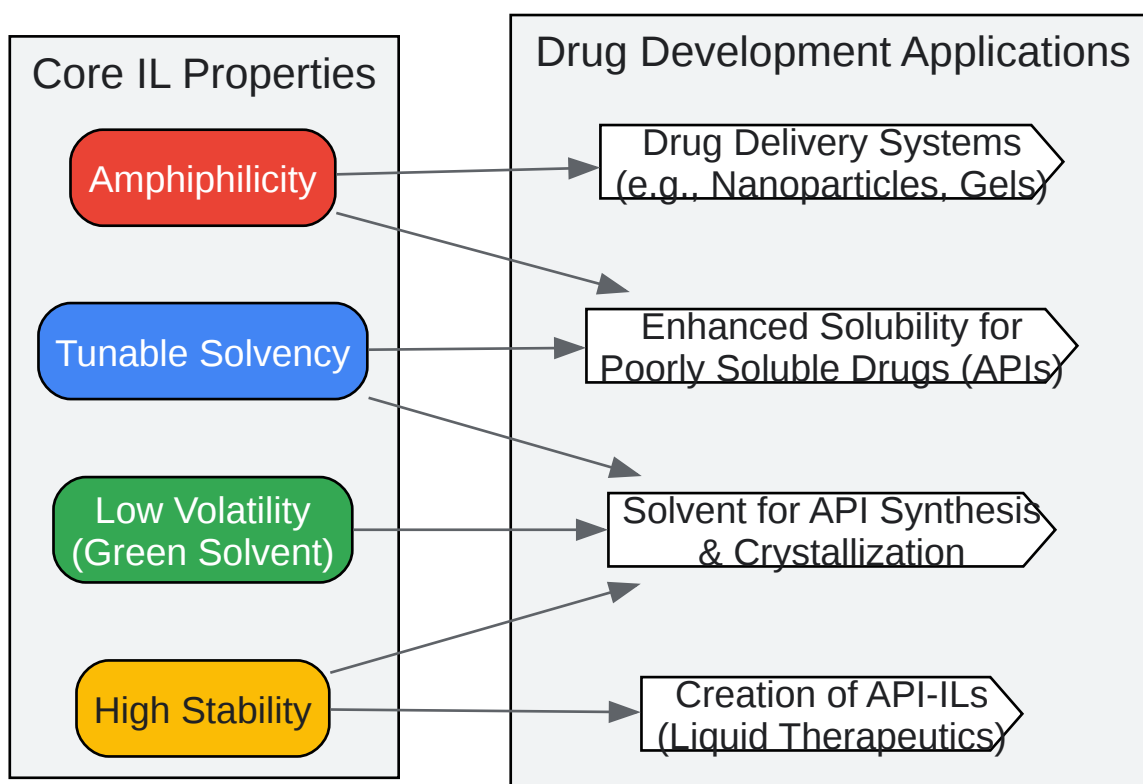 Core IL Properties
Amphiphilicity
Tunable Solvency
Low Volatility
(Green Solvent)
High Stability
Drug Development Applications
Drug Delivery Systems
(e.g., Nanoparticles, Gels)
Enhanced Solubility for
Poorly Soluble Drugs (APIs)
Solvent for API Synthesis
& Crystallization
Creation of API-ILs
(Liquid Therapeutics)